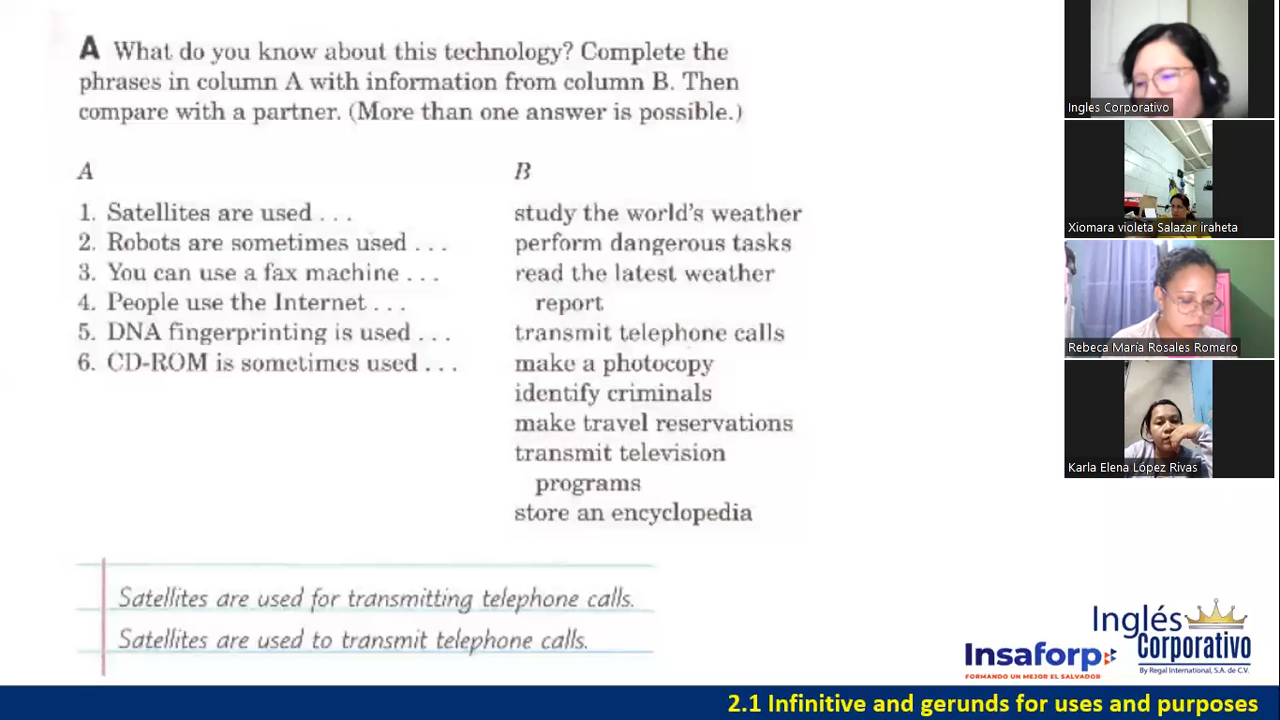 A What do you know about this technology? Complete the
phrases in column A with information from column B. Then
compare with a partner. (More than one answer is possible.)
A
1. Satellites are used . . .
2. Robots are sometimes used . . .
3. You can use a fax machine . . .
4. People use the Internet . . .
5. DNA fingerprinting is used . . .
6. CD-ROM is sometimes used . . .
B
study the world's weather
perform dangerous tasks
read the latest weather
report
transmit telephone calls
make a photocopy
identify criminals
make travel reservations
transmit television
programs
store an encyclopedia
Satellites are used for transmitting telephone calls.
Satellites are used to transmit telephone calls.
Ingles Corporativo
Xiomara violeta Salazar iraheta
Rebeca María Rosales Romero
Karla Elena López Rivas
Insaforp
FORMANDO UN MEJOR EL SALVADOR
Inglés
Corporativo
By Regal International, S.A. de C.V.
2.1 Infinitive and gerunds for uses and purposes